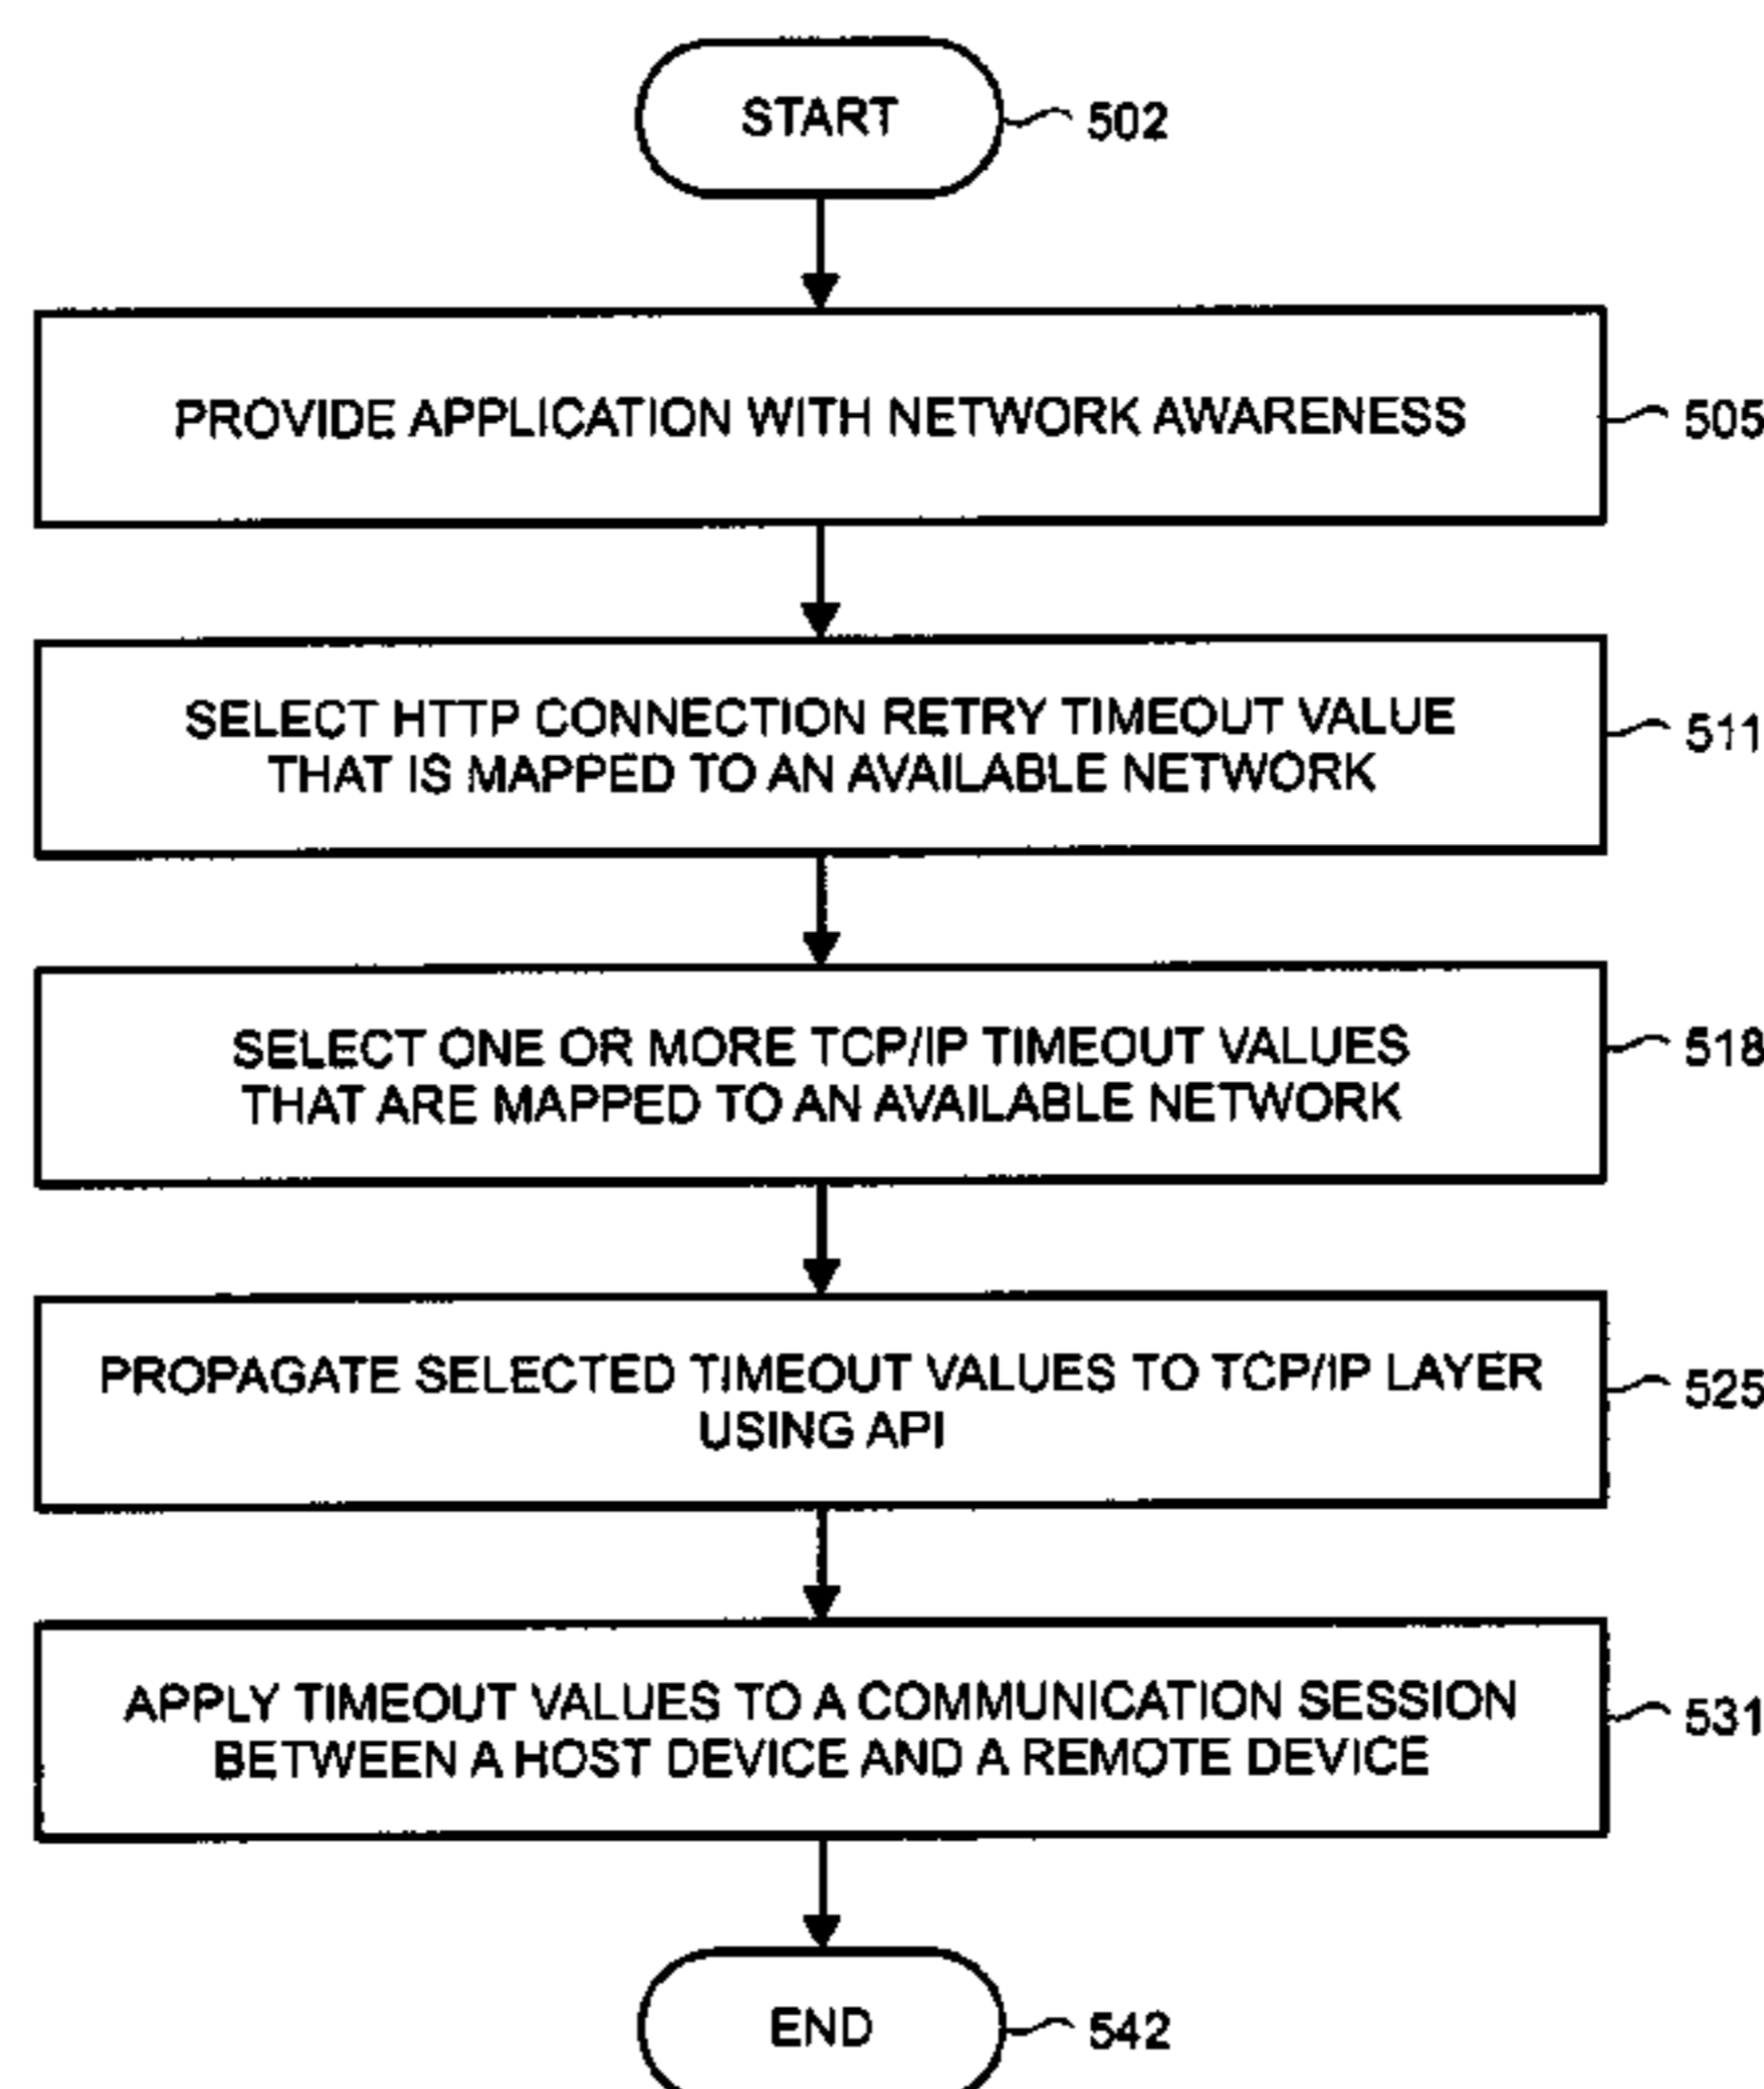 START
502
PROVIDE APPLICATION WITH NETWORK AWARENESS
505
SELECT HTTP CONNECTION RETRY TIMEOUT VALUE
THAT IS MAPPED TO AN AVAILABLE NETWORK
511
SELECT ONE OR MORE TCP/IP TIMEOUT VALUES
THAT ARE MAPPED TO AN AVAILABLE NETWORK
518
PROPAGATE SELECTED TIMEOUT VALUES TO TCP/IP LAYER
USING API
525
APPLY TIMEOUT VALUES TO A COMMUNICATION SESSION
BETWEEN A HOST DEVICE AND A REMOTE DEVICE
531
END
542